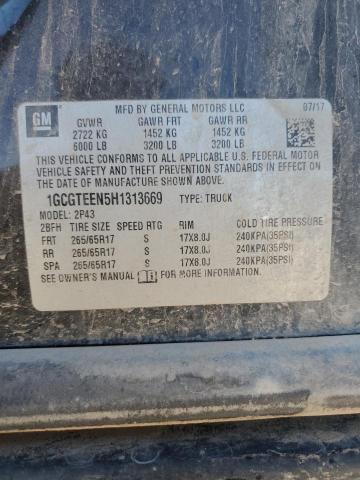 GM
MFD BY GENERAL MOTORS LLC 07/17
GVWR GAWR FRT GAWR RR
2722 KG 1452 KG 1452 KG
6000 LB 3200 LB 3200 LB
THIS VEHICLE CONFORMS TO ALL APPLICABLE U.S. FEDERAL MOTOR
VEHICLE SAFETY AND THEFT PREVENTION STANDARDS IN EFFECT ON THE
DATE OF MANUFACTURE SHOWN ABOVE.
1GCGTEEN5H1313669 TYPE: TRUCK
MODEL: 2P43
2BFH TIRE SIZE SPEED RTG RIM COLD TIRE PRESSURE
FRT 265/65R17 S 17X8.0J 240KPA(35PSI)
RR 265/65R17 S 17X8.0J 240KPA(35PSI)
SPA 265/65R17 S 17X8.0J 240KPA(35PSI)
SEE OWNER'S MANUAL FOR MORE INFORMATION.